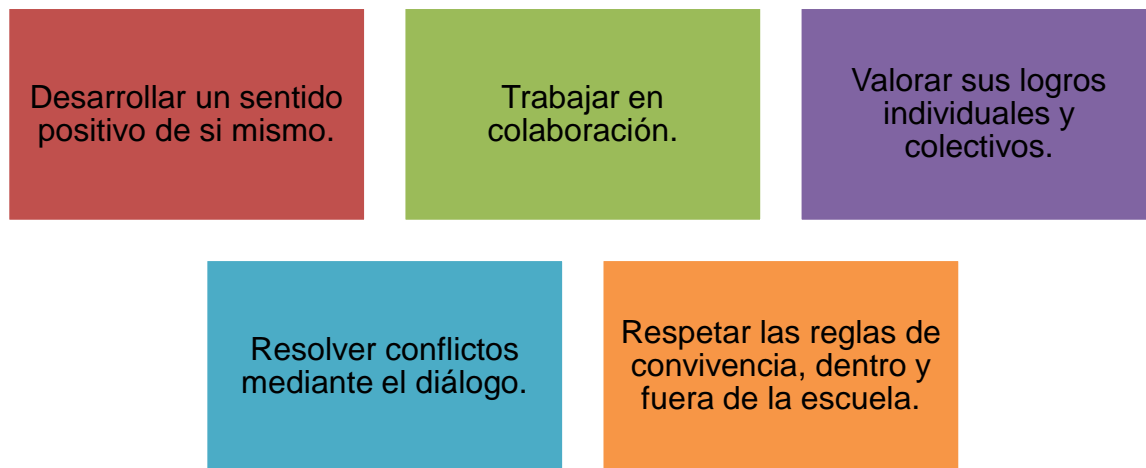 Desarrollar un sentido
positivo de si mismo.
Trabajar en
colaboración.
Valorar sus logros
individuales y
colectivos.
Resolver conflictos
mediante el diálogo.
Respetar las reglas de
convivencia, dentro y
fuera de la escuela.